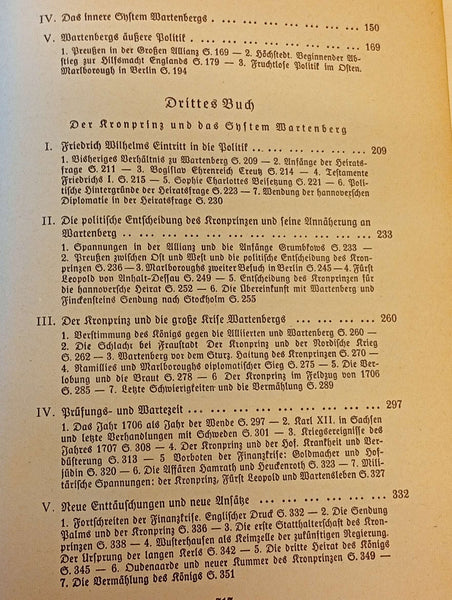 IV. Das innere System Wartenbergs . . . . . . . . . 150
V. Wartenbergs äußere Politik . . . . . . . . . 169
1. Preußen in der Großen Allianz S. 159 — 2. Höchstedt. Beginnender Ab-
stieg zur Hilfsmacht Englands S. 179 — 3. Fruchtlose Politik im Osten.
Marlborough in Berlin S. 194
Drittes Buch
Der Kronprinz und das System Wartenberg
I. Friedrich Wilhelms Eintritt in die Politik . . . . . . . . . 209
1. Bisheriges Verhältnis zu Wartenberg S. 209 — 2. Anfänge der Heirats-
frage S. 211 — 3. Bogislav Ehrenreich Creutz S. 214 — 4. Testamente
Friedrichs I. S. 215 — 5. Sophie Charlottes Beisetzung S. 221 — 6. Poli-
tische Hintergründe der Heiratsfrage S. 223 — 7. Wendung der hannoverschen
Diplomatie in der Heiratsfrage S. 230
II. Die politische Entscheidung des Kronprinzen und seine Annäherung an
Wartenberg . . . . . . . . . 233
1. Spannungen in der Allianz und die Anfänge Grumbkows S. 233 —
2. Preußen zwischen Ost und West und die politische Entscheidung des Kron-
prinzen S. 236 — 3. Marlboroughs zweiter Besuch in Berlin S. 245 — 4. Fürst
Leopold von Anhalt-Dessau S. 249 — 5. Entscheidung des Kronprinzen für
die hannoversche Heirat S. 252 — 6. Die Übereinkunft mit Wartenberg und
Finckensteins Sendung nach Stockholm S. 255
III. Der Kronprinz und die große Krise Wartenbergs . . . . . . 260
1. Verstimmung des Königs gegen die Alliierten und Wartenberg S. 260 —
2. Die Schlacht bei Fraustadt. Der Kronprinz und der Nordische Krieg
S. 262 — 3. Wartenberg vor dem Sturz. Haltung des Kronprinzen S. 270 —
4. Ramillies und Marlboroughs diplomatischer Sieg S. 275 — 5. Die Ver-
lobung und die Braut S. 278 — 6. Der Kronprinz im Feldzug von 1706
S. 285 — 7. Letzte Schwierigkeiten und die Vermählung S. 289
IV. Prüfungs- und Wartezeit . . . . . . . . . 297
1. Das Jahr 1706 als Jahr der Wende S. 297 — 2. Karl XII. in Sachsen
und letzte Verhandlungen mit Schweden S. 301 — 3. Kriegsereignisse des
Jahres 1707 S. 308 — 4. Der Kronprinz und der Hof. Krankheit und Ver-
düsterung S. 313 — 5. Vorboten der Finanzkrise: Goldmacher und Hof-
jüdin S. 320 — 6. Die Affären Hamrath und Heuckenroth S. 323 — 7. Mili-
tärische Spannungen: der Kronprinz, Fürst Leopold und Wartensleben S. 327
V. Neue Enttäuschungen und neue Ansätze . . . . . . . . . 332
1. Fortschreiten der Finanzkrise. Englischer Druck S. 332 — 2. Die Sendung
Palms und der Kronprinz S. 336 — 3. Die erste Statthalterschaft des Kron-
prinzen S. 338 — 4. Wusterhausen als Keimzelle der zukünftigen Regierung.
Der Ursprung der langen Kerls S. 342 — 5. Die dritte Heirat des Königs
S. 345 — 6. Oudenaarde und neuer Kummer des Kronprinzen S. 349 —
7. Die Vermählung des Königs S. 351